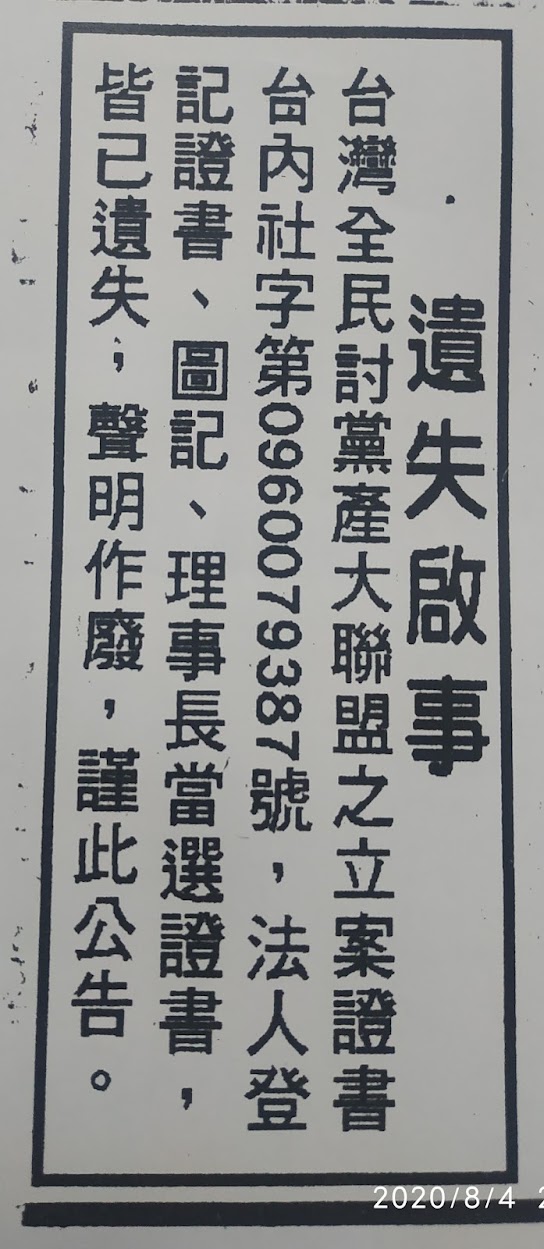 遺失啟事
台灣全民討黨產大聯盟之立案證書
台內社字第0960079387號，法人登
記證書、圖記、理事長當選證書，
皆已遺失；聲明作廢，謹此公告。
2020/8/4 2